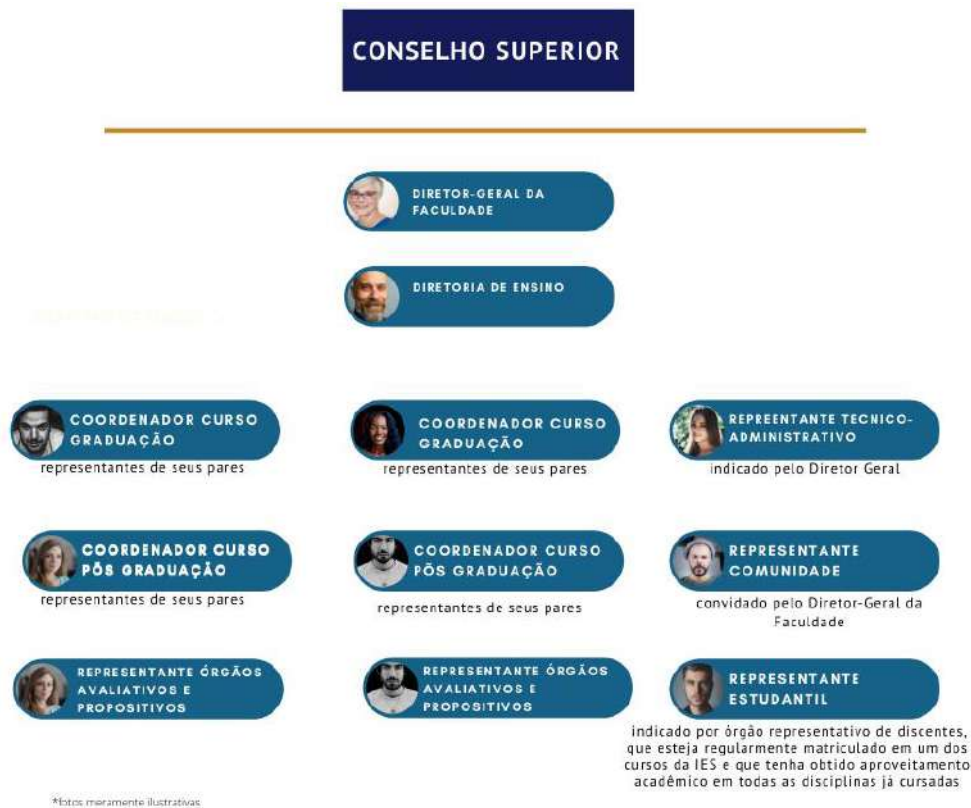 CONSELHO SUPERIOR
DIRETOR-GERAL DA
FACULDADE
DIRETORIA DE ENSINO
COORDENADOR CURSO
GRADUAÇÃO
representantes de seus pares
COORDENADOR CURSO
GRADUAÇÃO
representantes de seus pares
REPREENTANTE TECNICO-
ADMINISTRATIVO
indicado pelo Diretor Geral
COORDENADOR CURSO
PÓS GRADUAÇÃO
representantes de seus pares
COORDENADOR CURSO
PÓS GRADUAÇÃO
representantes de seus pares
REPRESENTANTE
COMUNIDADE
convidado pelo Diretor-Geral da
Faculdade
REPRESENTANTE ÓRGÃOS
AVALIATIVOS E
PROPOSITIVOS
REPRESENTANTE ÓRGÃOS
AVALIATIVOS E
PROPOSITIVOS
REPRESENTANTE
ESTUDANTIL
indicado por órgão representativo de discentes,
que esteja regularmente matriculado em um dos
cursos da IES e que tenha obtido aproveitamento
acadêmico em todas as disciplinas já cursadas
*fotos meramente ilustrativas